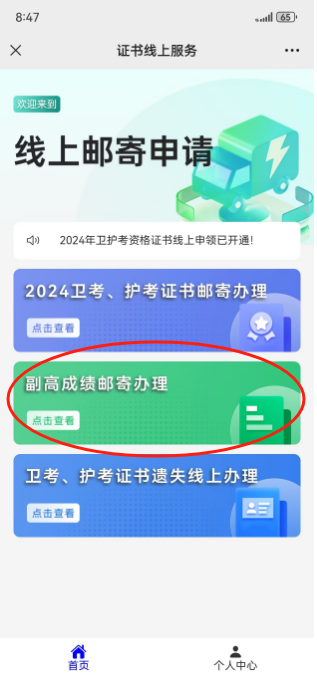 8:47
65
证书线上服务
欢迎来到
线上邮寄申请
2024年卫护考资格证书线上申领已开通!
2024卫考、护考证书邮寄办理
点击查看
副高成绩邮寄办理
点击查看
卫考、护考证书遗失线上办理
点击查看
首页
个人中心